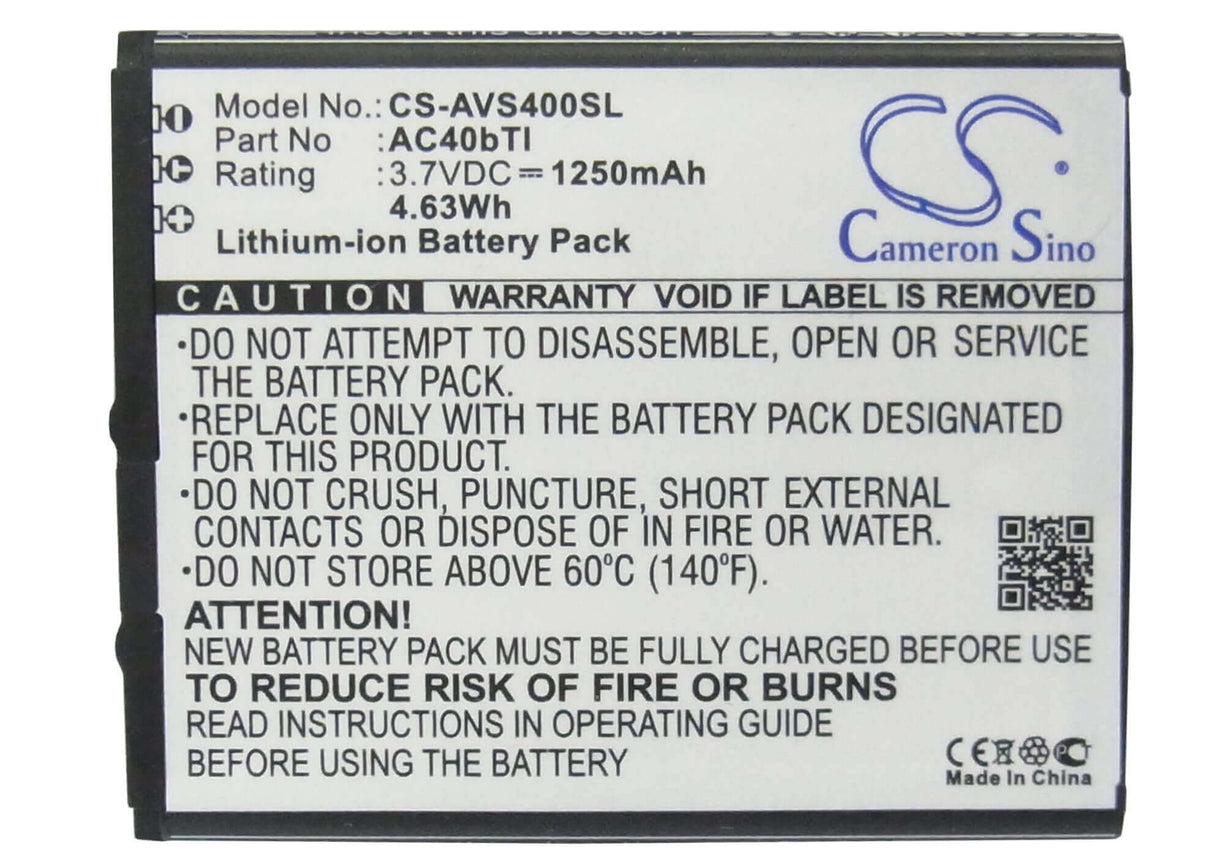 Insert this direction
Model No.: CS-AVS400SL
Part No : AC40bTI
Rating : 3.7VDC ⎓ 1250mAh
4.63Wh
Lithium-ion Battery Pack
CS
Cameron Sino
CAUTION WARRANTY VOID IF LABEL IS REMOVED
•DO NOT ATTEMPT TO DISASSEMBLE, OPEN OR SERVICE
THE BATTERY PACK.
•REPLACE ONLY WITH THE BATTERY PACK DESIGNATED
FOR THIS PRODUCT.
•DO NOT CRUSH, PUNCTURE, SHORT EXTERNAL
CONTACTS OR DISPOSE OF IN FIRE OR WATER.
•DO NOT STORE ABOVE 60°C (140°F).
ATTENTION!
NEW BATTERY PACK MUST BE FULLY CHARGED BEFORE USE
TO REDUCE RISK OF FIRE OR BURNS
READ INSTRUCTIONS IN OPERATING GUIDE
BEFORE USING THE BATTERY
CE
Made In China